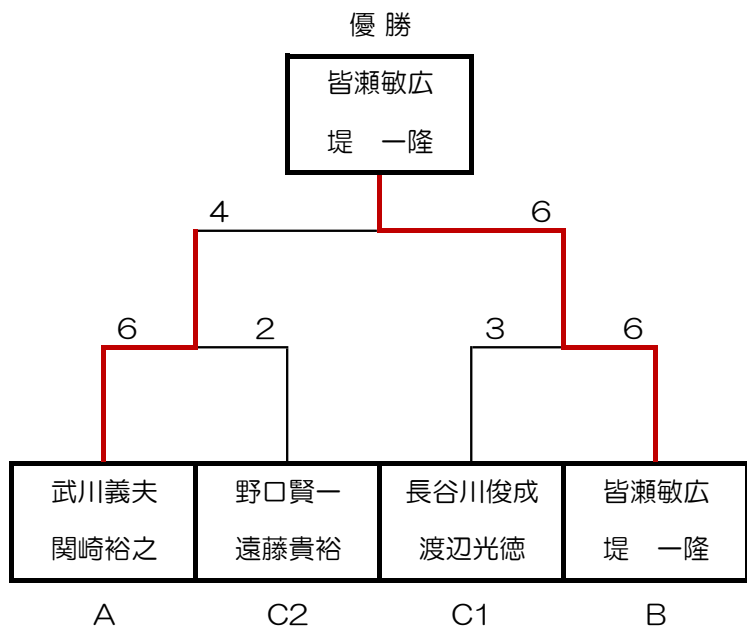 優 勝
皆瀬敏広
堤　一隆
4 6
6 2 3 6
武川義夫 野口賢一 長谷川俊成 皆瀬敏広
関崎裕之 遠藤貴裕 渡辺光徳 堤　一隆
A C2 C1 B